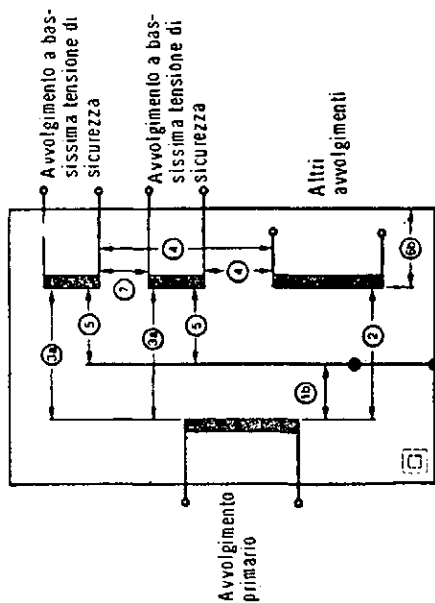 Avvolgimento a bas-
sissima tensione di
sicurezza
Avvolgimento a bas-
sissima tensione di
sicurezza
Altri
avvolgimenti
Avvolgimento
primario
3a
5
7
4
3a
5
4
1b
2
6b